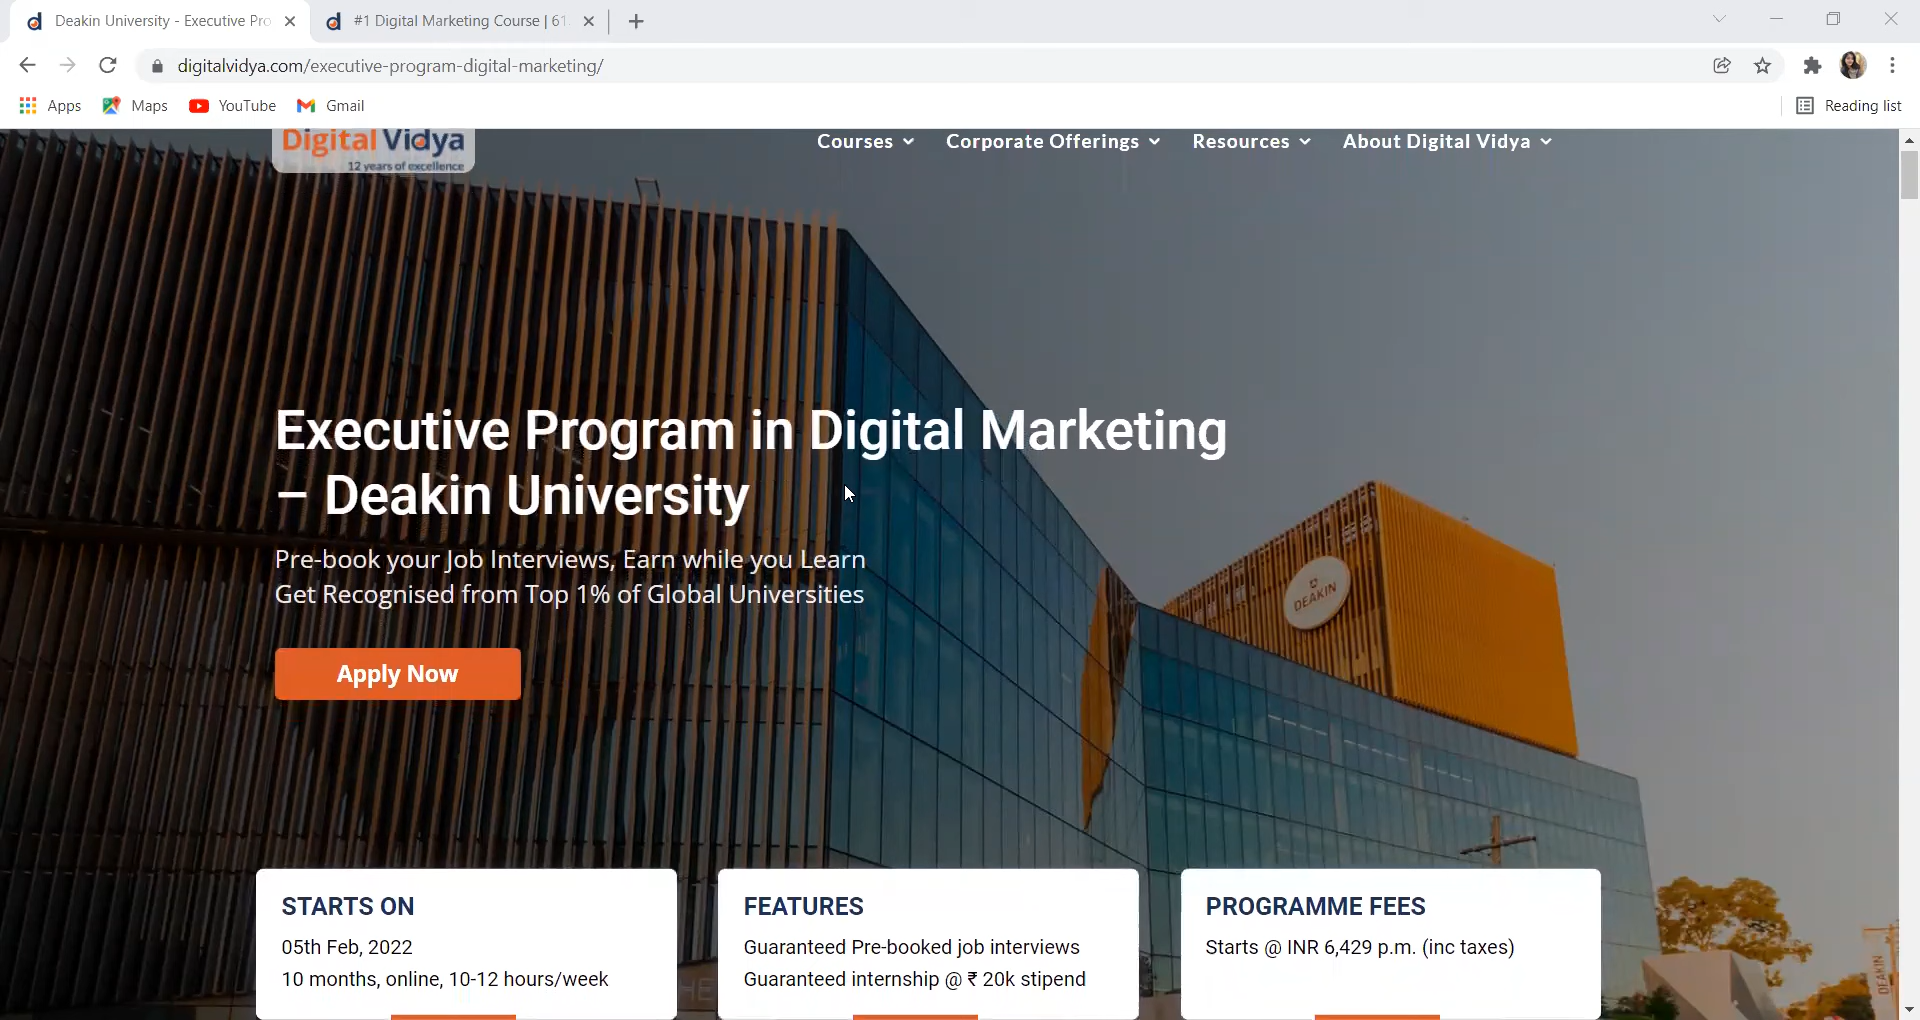 Deakin University - Executive Pro
#1 Digital Marketing Course | 61
digitalvidya.com/executive-program-digital-marketing/
Apps
Maps
YouTube
Gmail
Reading list
Digital Vidya
12 years of excellence
Courses
Corporate Offerings
Resources
About Digital Vidya
Executive Program in Digital Marketing
– Deakin University
Pre-book your Job Interviews, Earn while you Learn
Get Recognised from Top 1% of Global Universities
DEAKIN
Apply Now
STARTS ON
05th Feb, 2022
10 months, online, 10-12 hours/week
FEATURES
Guaranteed Pre-booked job interviews
Guaranteed internship @ ₹ 20k stipend
PROGRAMME FEES
Starts @ INR 6,429 p.m. (inc taxes)
DEAKIN